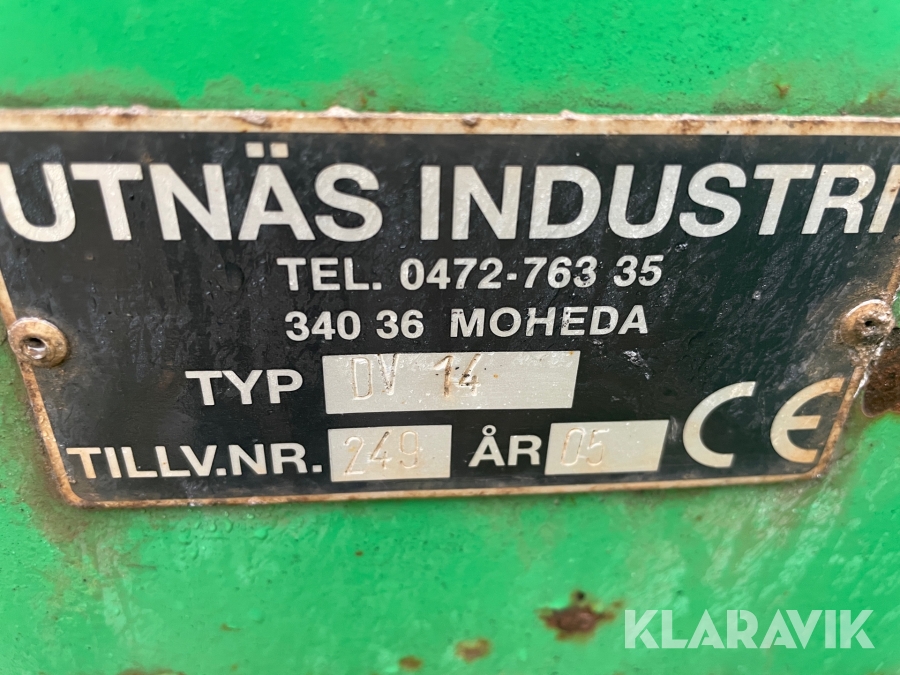 UTNÄS INDUSTRI
TEL. 0472-763 35
340 36 MOHEDA
TYP DV 14
TILLV.NR. 249 ÅR 05 CE
KLARAVIK